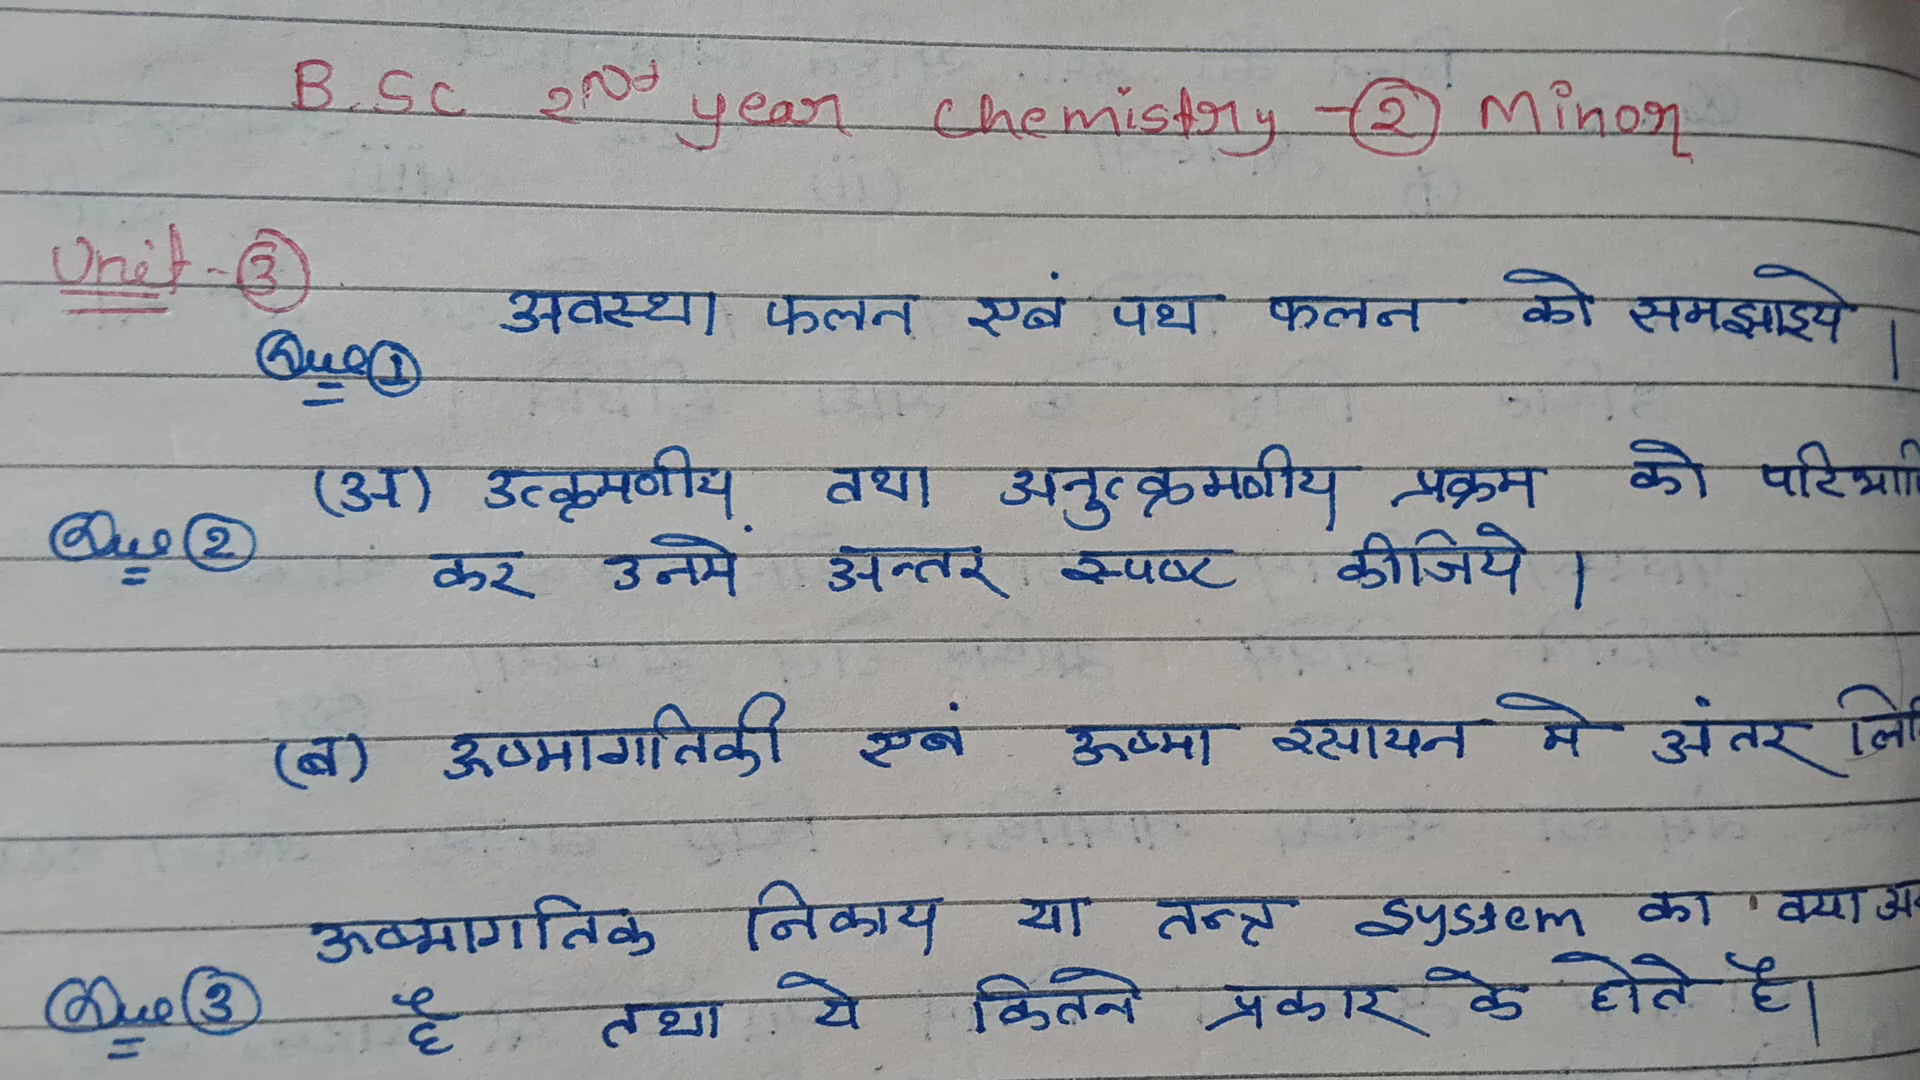 B.Sc 2nd year chemistry -② Minor
Unit-③
अवस्था फलन एवं पथ फलन को समझाइये।
Que①
(अ) उत्क्रमणीय तथा अनुत्क्रमणीय प्रक्रम को
Que②
कर उनमें अन्तर स्पष्ट कीजिये।
(ब) ऊष्मागतिकी एवं ऊष्मा रसायन मे अंतर
ऊष्मागतिक निकाय या तन्त्र system का क्या
Que③
है तथा ये कितने प्रकार के होते है।